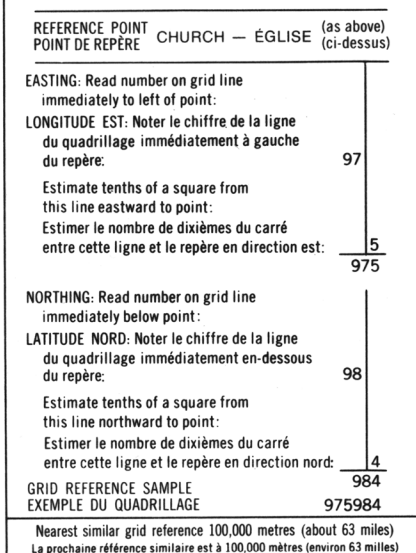 REFERENCE POINT
POINT DE REPÈRE CHURCH — ÉGLISE (as above)
(ci-dessus)
EASTING: Read number on grid line
immediately to left of point:
LONGITUDE EST: Noter le chiffre de la ligne
du quadrillage immédiatement à gauche
du repère: 97
Estimate tenths of a square from
this line eastward to point:
Estimer le nombre de dixièmes du carré
entre cette ligne et le repère en direction est: 5
975
NORTHING: Read number on grid line
immediately below point:
LATITUDE NORD: Noter le chiffre de la ligne
du quadrillage immédiatement en-dessous
du repère: 98
Estimate tenths of a square from
this line northward to point:
Estimer le nombre de dixièmes du carré
entre cette ligne et le repère en direction nord: 4
984
GRID REFERENCE SAMPLE
EXEMPLE DU QUADRILLAGE 975984
Nearest similar grid reference 100,000 metres (about 63 miles)
La prochaine référence similaire est à 100,000 mètres (environ 63 milles)